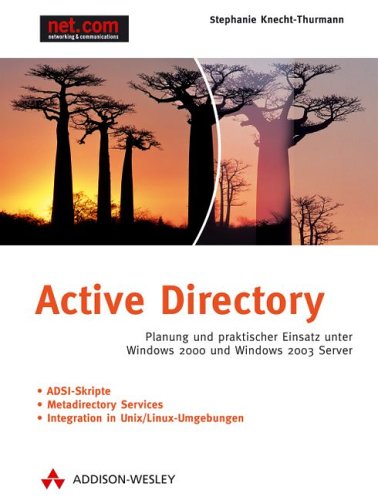 Stephanie Knecht-Thurmann
net.com
networking & communications
Active Directory
Planung und praktischer Einsatz unter
Windows 2000 und Windows 2003 Server
• ADSI-Skripte
• Metadirectory Services
• Integration in Unix/Linux-Umgebungen
ADDISON-WESLEY